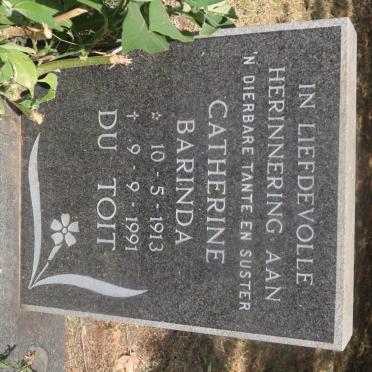 IN LIEFDEVOLLE
HERINNERING AAN
'N DIERBARE TANTE EN SUSTER
CATHERINE
BARINDA
☆ 10-5-1913
✝ 9-9-1991
DU TOIT